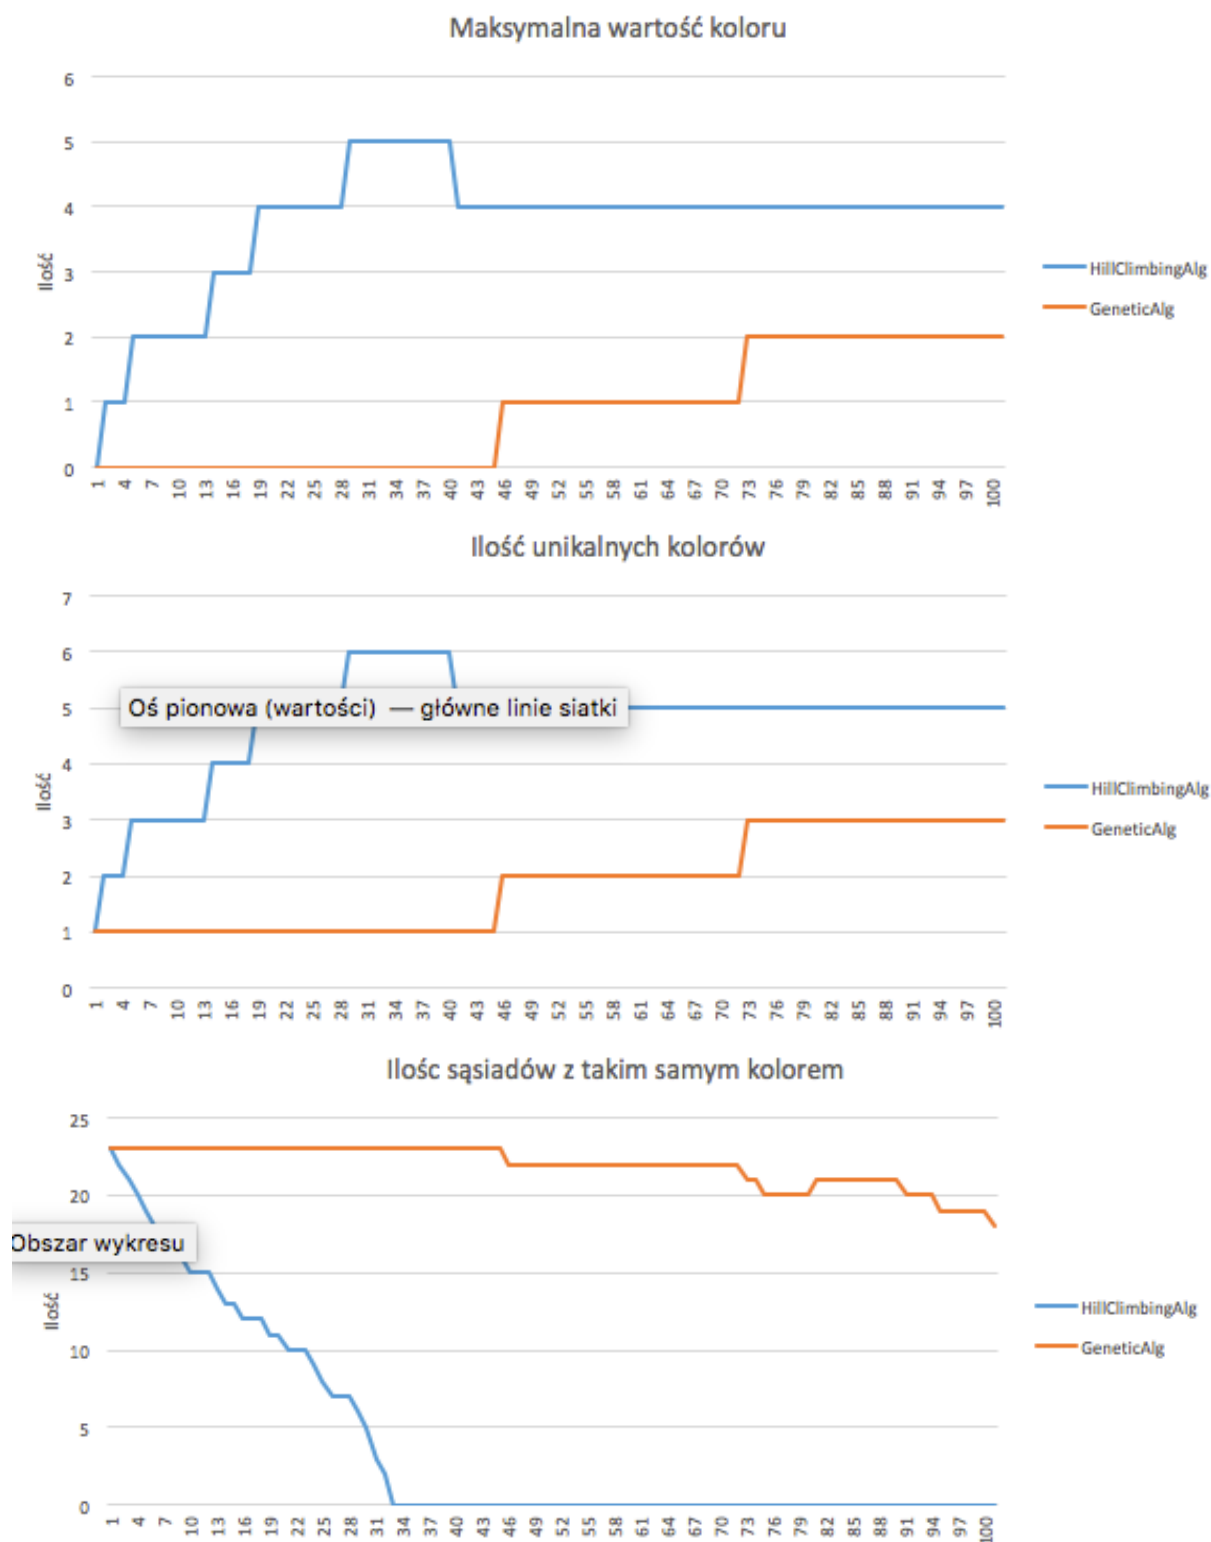 Maksymalna wartość koloru
6
5
4
3
2
1
0
Ilość
1 4 7 10 13 16 19 22 25 28 31 34 37 40 43 46 49 52 55 58 61 64 67 70 73 76 79 82 85 88 91 94 97 100
HillClimbingAlg
GeneticAlg
Ilość unikalnych kolorów
7
6
5
4
3
2
1
0
Ilość
Oś pionowa (wartości) — główne linie siatki
1 4 7 10 13 16 19 22 25 28 31 34 37 40 43 46 49 52 55 58 61 64 67 70 73 76 79 82 85 88 91 94 97 100
HillClimbingAlg
GeneticAlg
Ilośc sąsiadów z takim samym kolorem
25
20
15
10
5
0
Ilość
Obszar wykresu
1 4 7 10 13 16 19 22 25 28 31 34 37 40 43 46 49 52 55 58 61 64 67 70 73 76 79 82 85 88 91 94 97 100
HillClimbingAlg
GeneticAlg